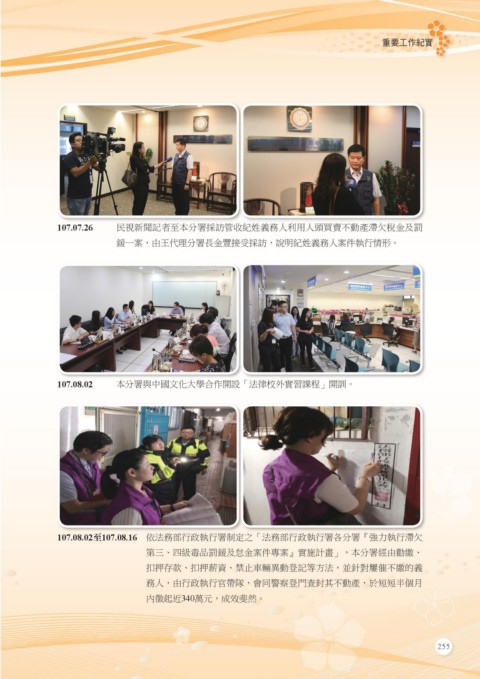 重要工作紀實
107.07.26 民視新聞記者至本分署採訪管收紀姓義務人利用人頭買賣不動產滯欠稅金及罰
鍰一案，由王代理分署長金豐接受採訪，說明紀姓義務人案件執行情形。
107.08.02 本分署與中國文化大學合作開設「法律校外實習課程」開訓。
107.08.02至107.08.16 依法務部行政執行署制定之「法務部行政執行署各分署『強力執行滯欠
第三、四級毒品罰鍰及怠金案件專案』實施計畫」，本分署經由勸繳、
扣押存款、扣押薪資、禁止車輛異動登記等方法，並針對屢催不繳的義
務人，由行政執行官帶隊，會同警察登門查封其不動產，於短短半個月
內徵起近340萬元，成效斐然。
255